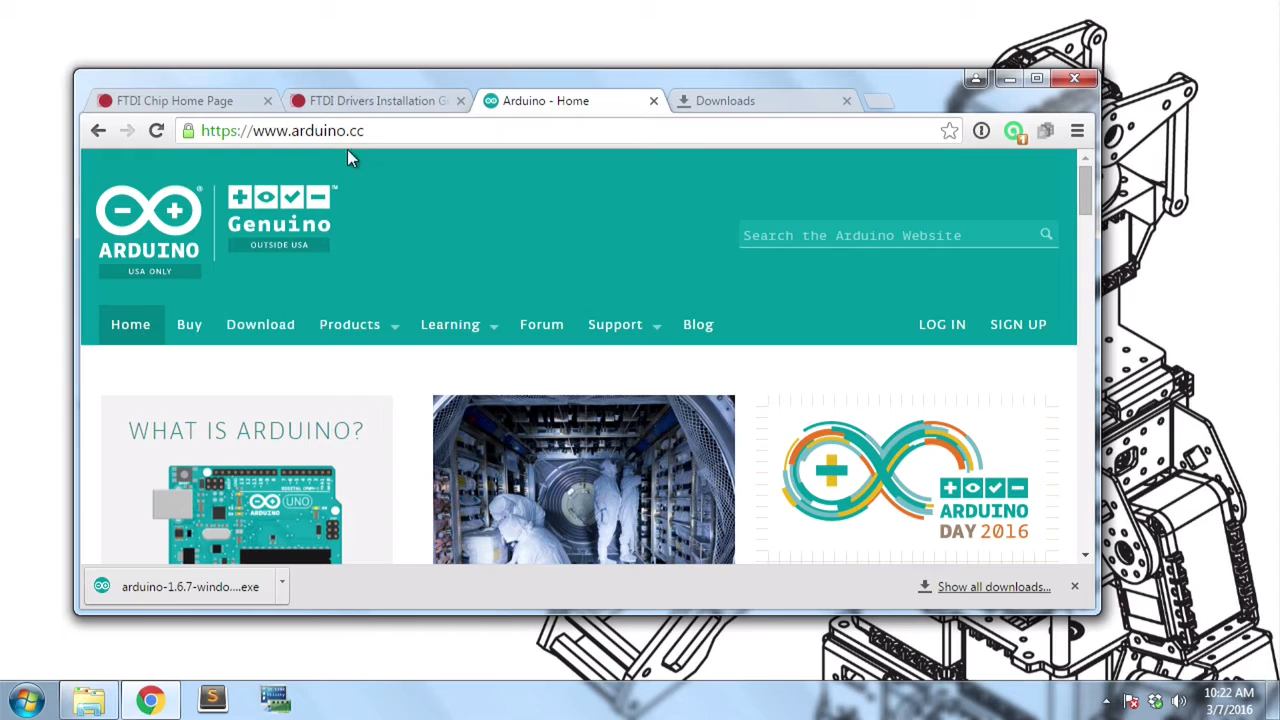 FTDI Chip Home Page
FTDI Drivers Installation G
Arduino - Home
Downloads
https://www.arduino.cc
ARDUINO
USA ONLY
Genuino
OUTSIDE USA
Search the Arduino Website
Home
Buy
Download
Products
Learning
Forum
Support
Blog
LOG IN
SIGN UP
WHAT IS ARDUINO?
ARDUINO
UNO
ARDUINO
DAY 2016
arduino-1.6.7-windo....exe
Show all downloads...
10:22 AM
3/7/2016